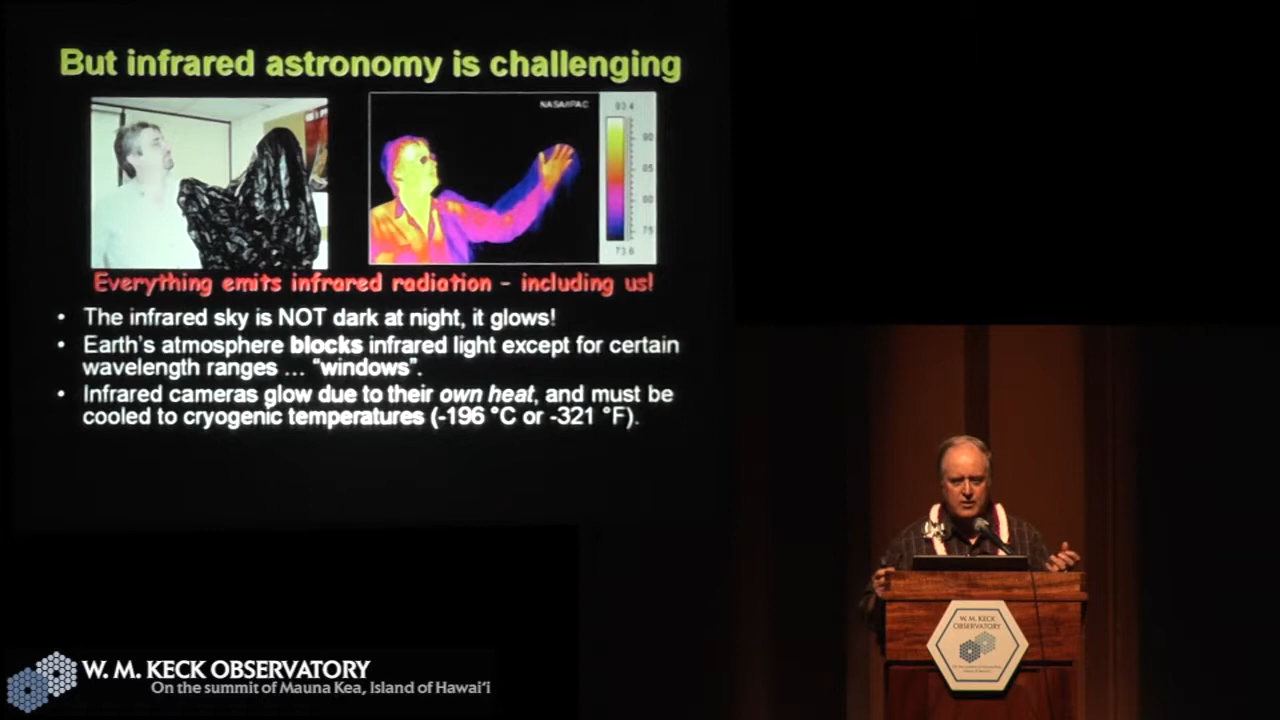 But infrared astronomy is challenging
NASA/IPAC
93.4
90
85
80
75
73.8
Everything emits infrared radiation - including us!
• The infrared sky is NOT dark at night, it glows!
• Earth's atmosphere blocks infrared light except for certain
wavelength ranges … “windows”.
• Infrared cameras glow due to their own heat, and must be
cooled to cryogenic temperatures (-196 °C or -321 °F).
W. M. KECK
OBSERVATORY
W. M. KECK OBSERVATORY
On the summit of Mauna Kea, Island of Hawai‘i